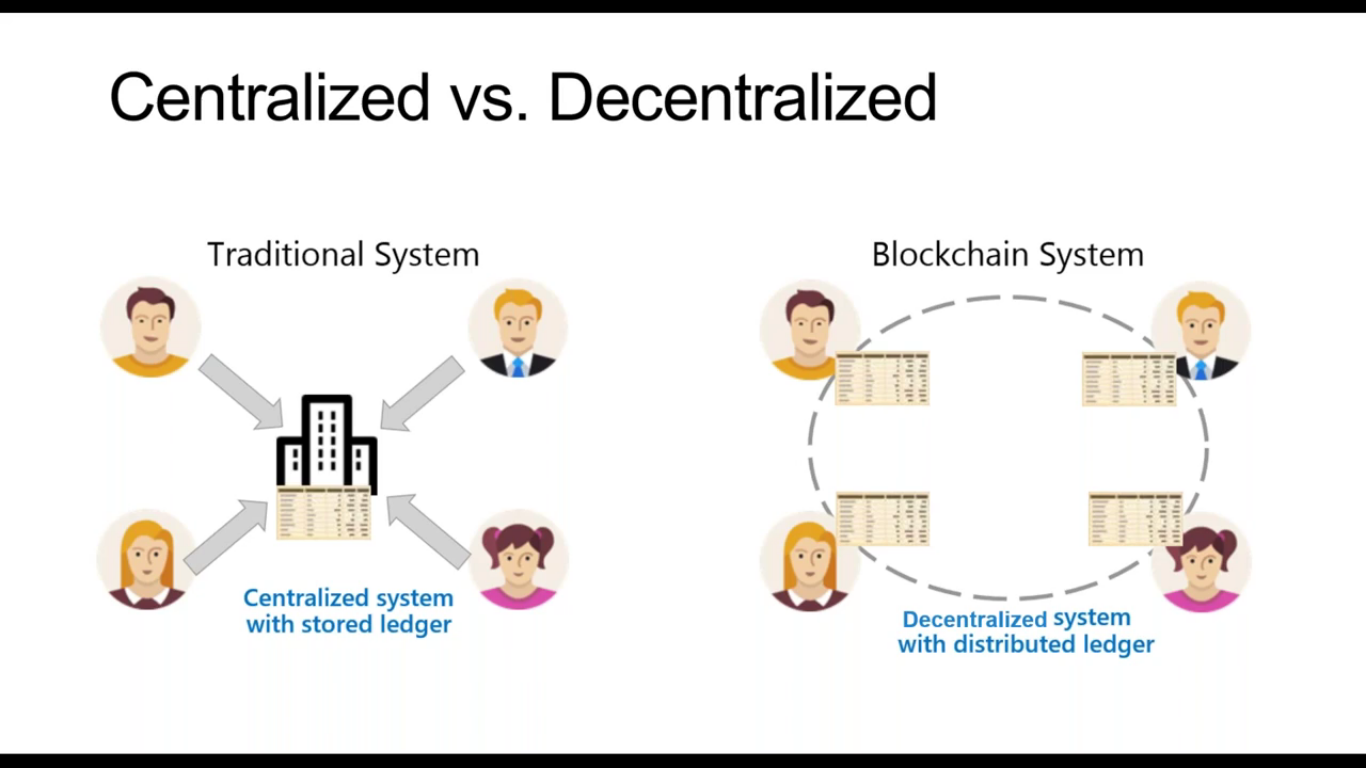 Centralized vs. Decentralized
Traditional System
Centralized system
with stored ledger
Blockchain System
Decentralized system
with distributed ledger